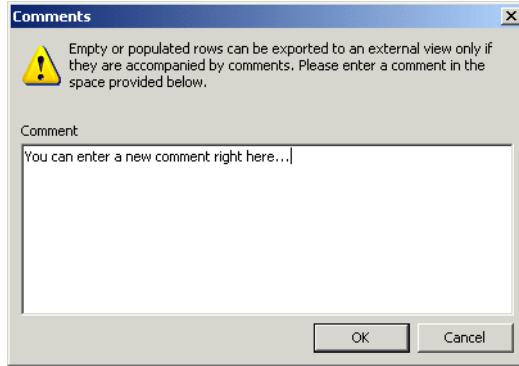 Comments
Empty or populated rows can be exported to an external view only if
they are accompanied by comments. Please enter a comment in the
space provided below.
Comment
You can enter a new comment right here...
OK
Cancel